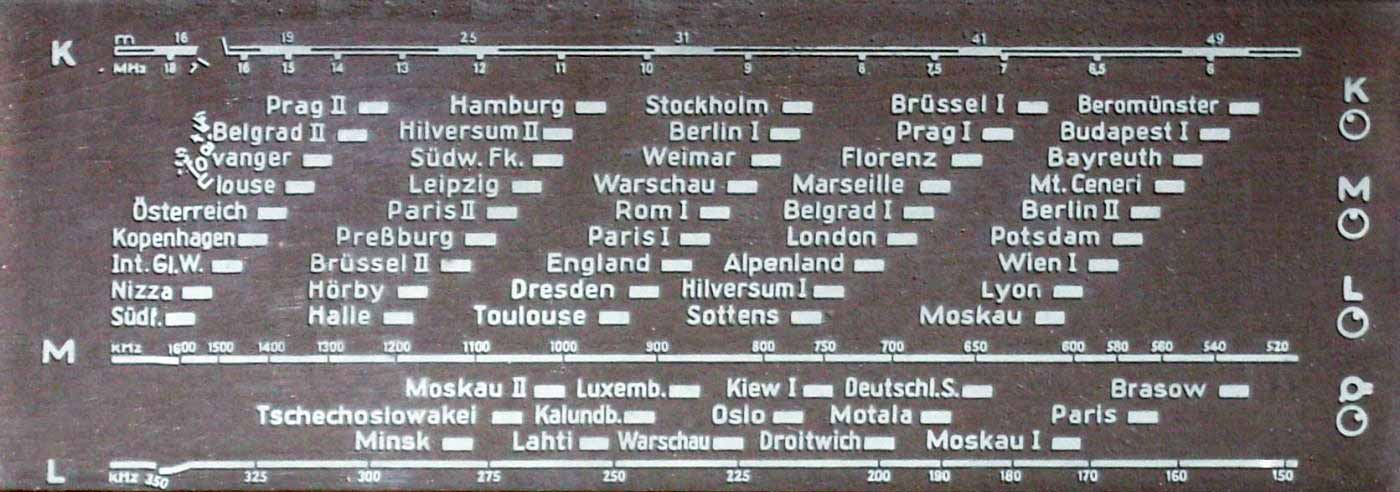 K m 16 19 25 31 41 49
MHz 18 16 15 14 13 12 11 10 9 8 7,5 7 6,5 6
Prag II Hamburg Stockholm Brüssel I Beromünster K
Belgrad II Hilversum II Berlin I Prag I Budapest I
vanger Südw. Fk. Weimar Florenz Bayreuth
louse Leipzig Warschau Marseille Mt. Ceneri M
Österreich Paris II Rom I Belgrad I Berlin II
Kopenhagen Preßburg Paris I London Potsdam
Int. Gl. W. Brüssel II England Alpenland Wien I
Nizza Hörby Dresden Hilversum I Lyon L
Südf. Halle Toulouse Sottens Moskau
M KHz 1600 1500 1400 1300 1200 1100 1000 900 800 750 700 650 600 580 560 540 520
Moskau II Luxemb. Kiew I Deutschl. S. Brasow
Tschechoslowakei Kalundb. Oslo Motala Paris
Minsk Lahti Warschau Droitwich Moskau I
L KHz 350 325 300 275 250 225 200 190 180 170 160 150